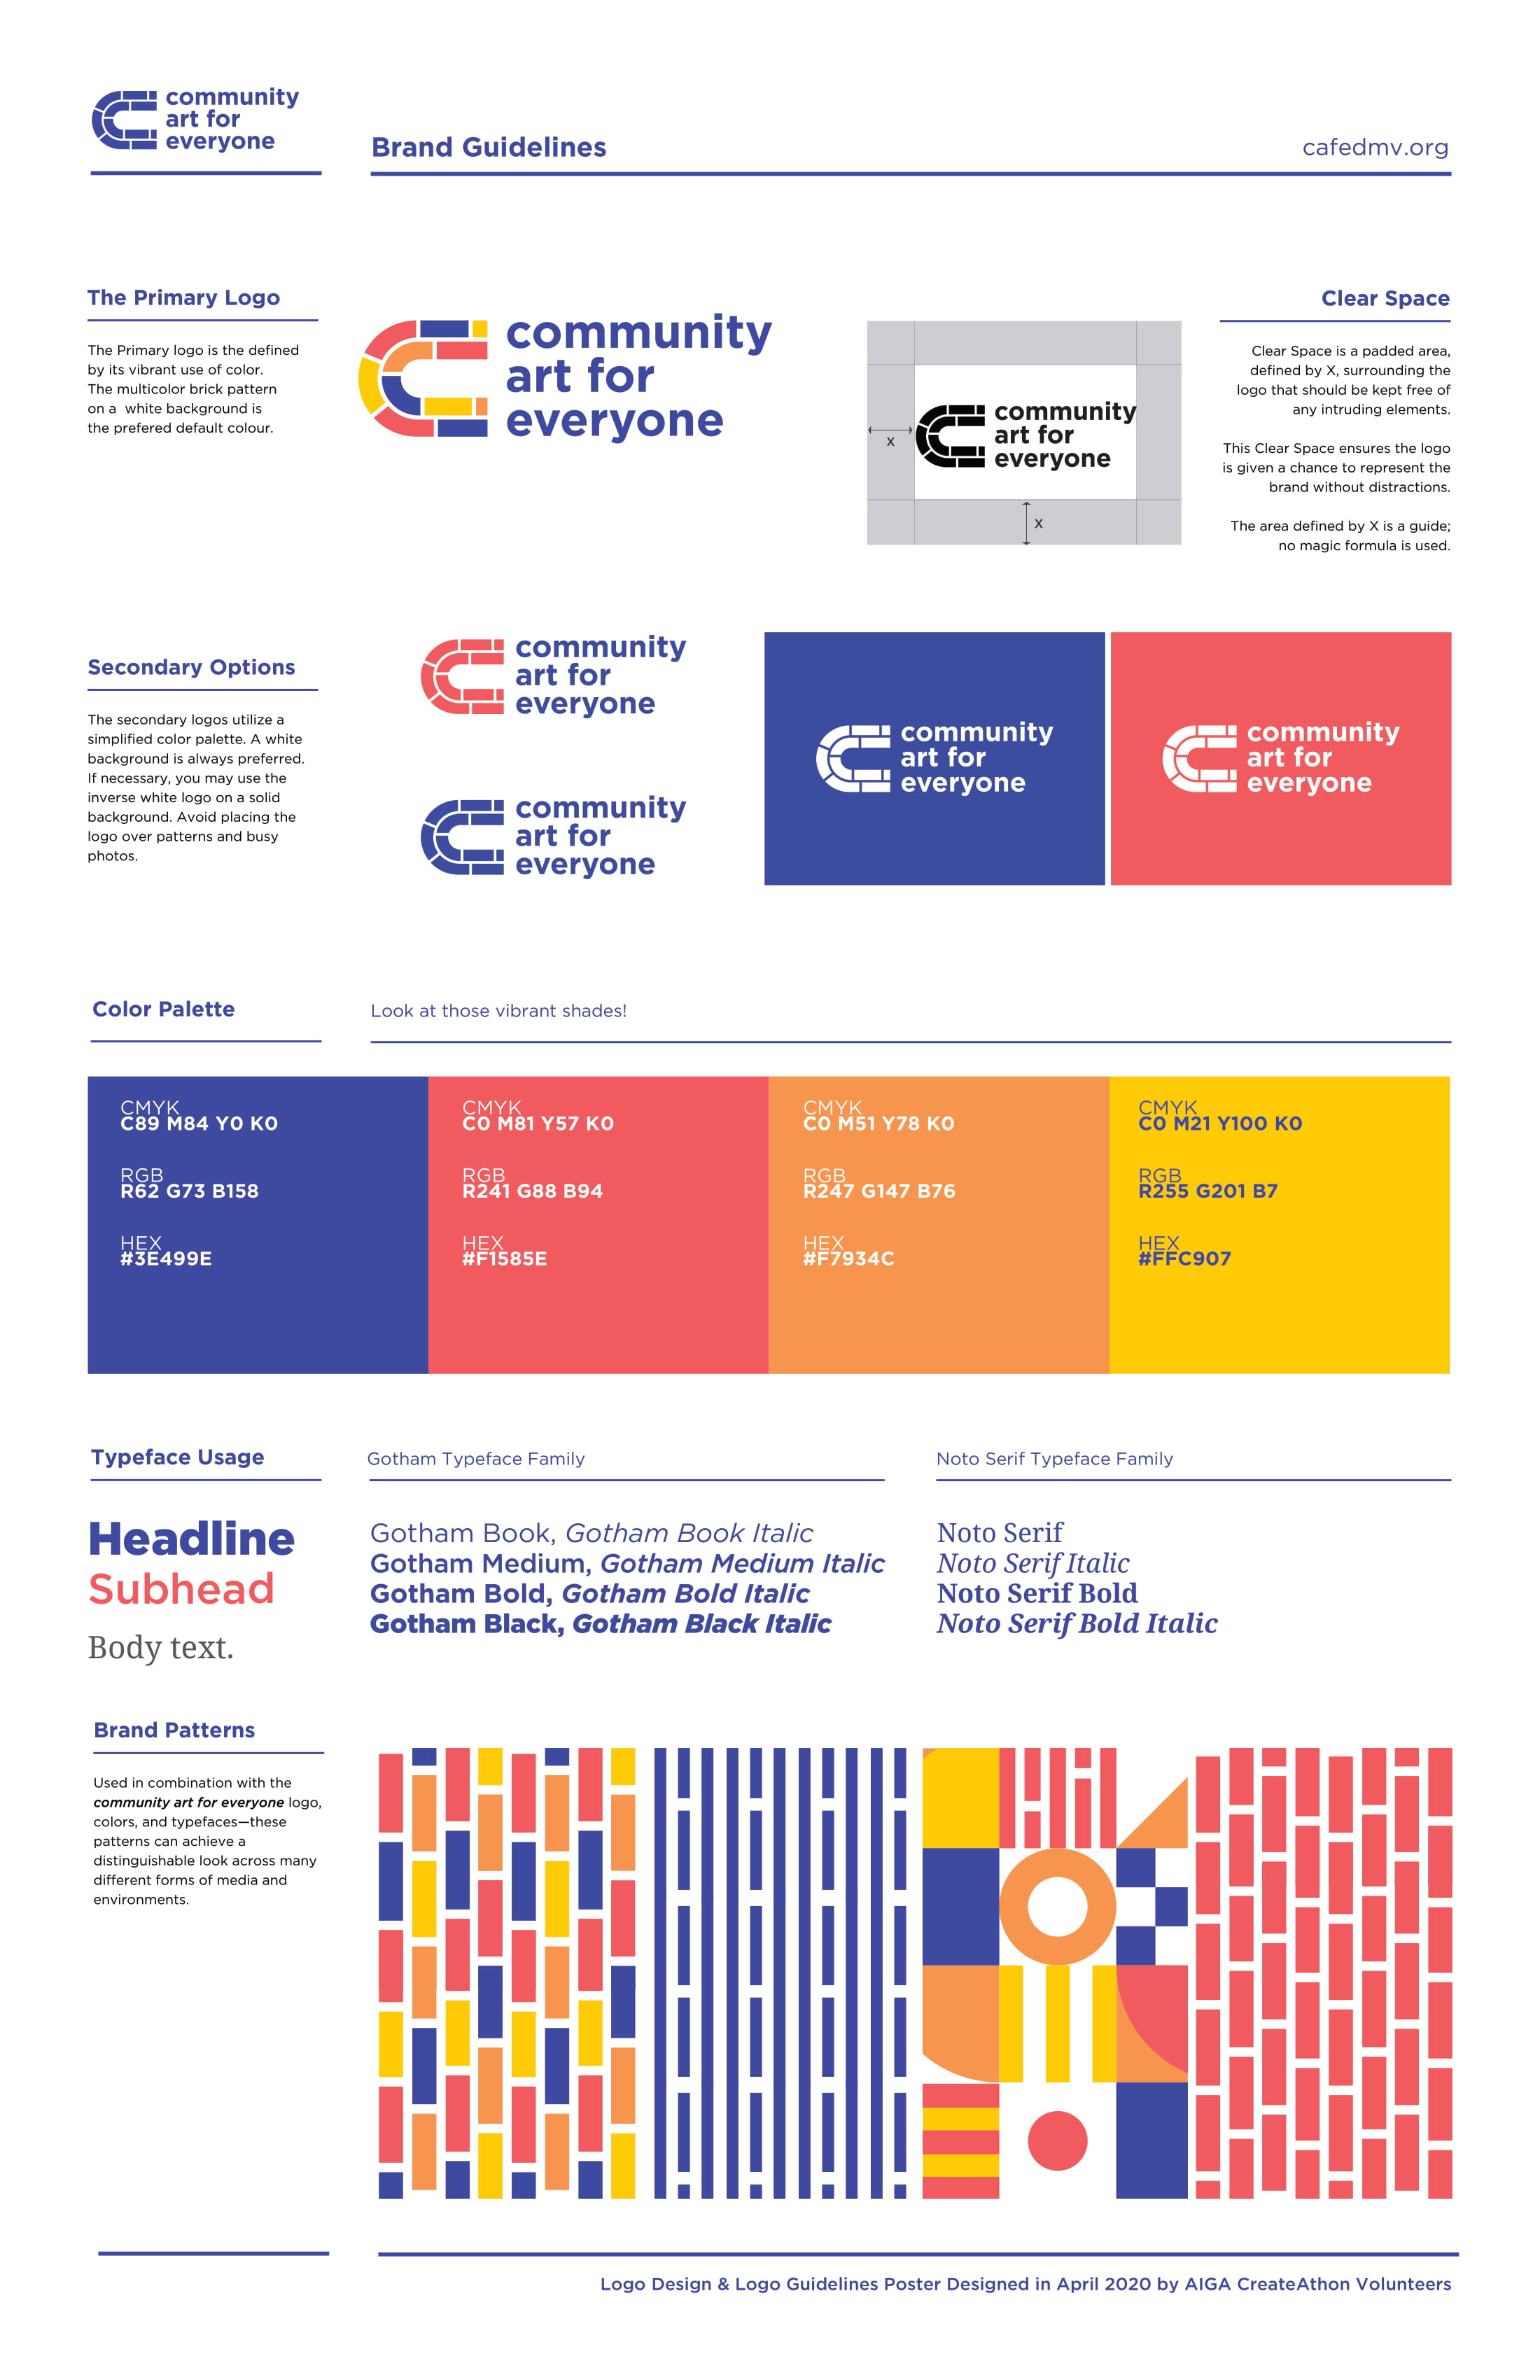 community
art for
everyone
Brand Guidelines
cafedmv.org
The Primary Logo
The Primary logo is the defined
by its vibrant use of color.
The multicolor brick pattern
on a  white background is
the prefered default colour.
community
art for
everyone
x
community
art for
everyone
x
Clear Space
Clear Space is a padded area,
defined by X, surrounding the
logo that should be kept free of
any intruding elements.
This Clear Space ensures the logo
is given a chance to represent the
brand without distractions.
The area defined by X is a guide;
no magic formula is used.
Secondary Options
The secondary logos utilize a
simplified color palette. A white
background is always preferred.
If necessary, you may use the
inverse white logo on a solid
background. Avoid placing the
logo over patterns and busy
photos.
community
art for
everyone
community
art for
everyone
community
art for
everyone
community
art for
everyone
Color Palette
Look at those vibrant shades!
CMYK
C89 M84 Y0 K0
RGB
R62 G73 B158
HEX
#3E499E
CMYK
C0 M81 Y57 K0
RGB
R241 G88 B94
HEX
#F1585E
CMYK
C0 M51 Y78 K0
RGB
R247 G147 B76
HEX
#F7934C
CMYK
C0 M21 Y100 K0
RGB
R255 G201 B7
HEX
#FFC907
Typeface Usage
Headline
Subhead
Body text.
Gotham Typeface Family
Gotham Book, Gotham Book Italic
Gotham Medium, Gotham Medium Italic
Gotham Bold, Gotham Bold Italic
Gotham Black, Gotham Black Italic
Noto Serif Typeface Family
Noto Serif
Noto Serif Italic
Noto Serif Bold
Noto Serif Bold Italic
Brand Patterns
Used in combination with the
community art for everyone logo,
colors, and typefaces—these
patterns can achieve a
distinguishable look across many
different forms of media and
environments.
Logo Design & Logo Guidelines Poster Designed in April 2020 by AIGA CreateAthon Volunteers